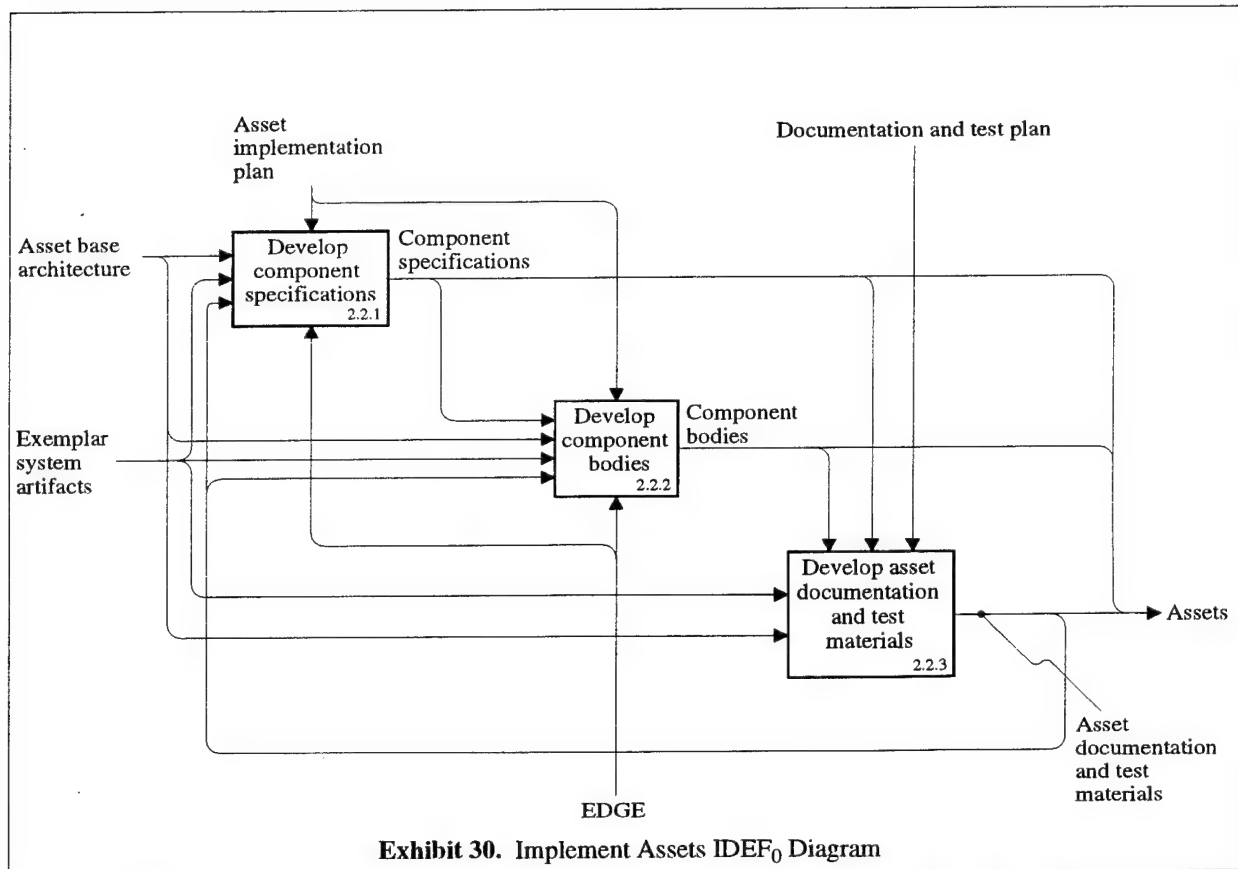 Asset
implementation
plan
Documentation and test plan
Asset base
architecture
Develop
component
specifications
2.2.1
Component
specifications
Exemplar
system
artifacts
Develop
component
bodies
2.2.2
Component
bodies
Develop asset
documentation
and test
materials
2.2.3
Assets
Asset
documentation
and test
materials
EDGE
Exhibit 30. Implement Assets IDEF0 Diagram